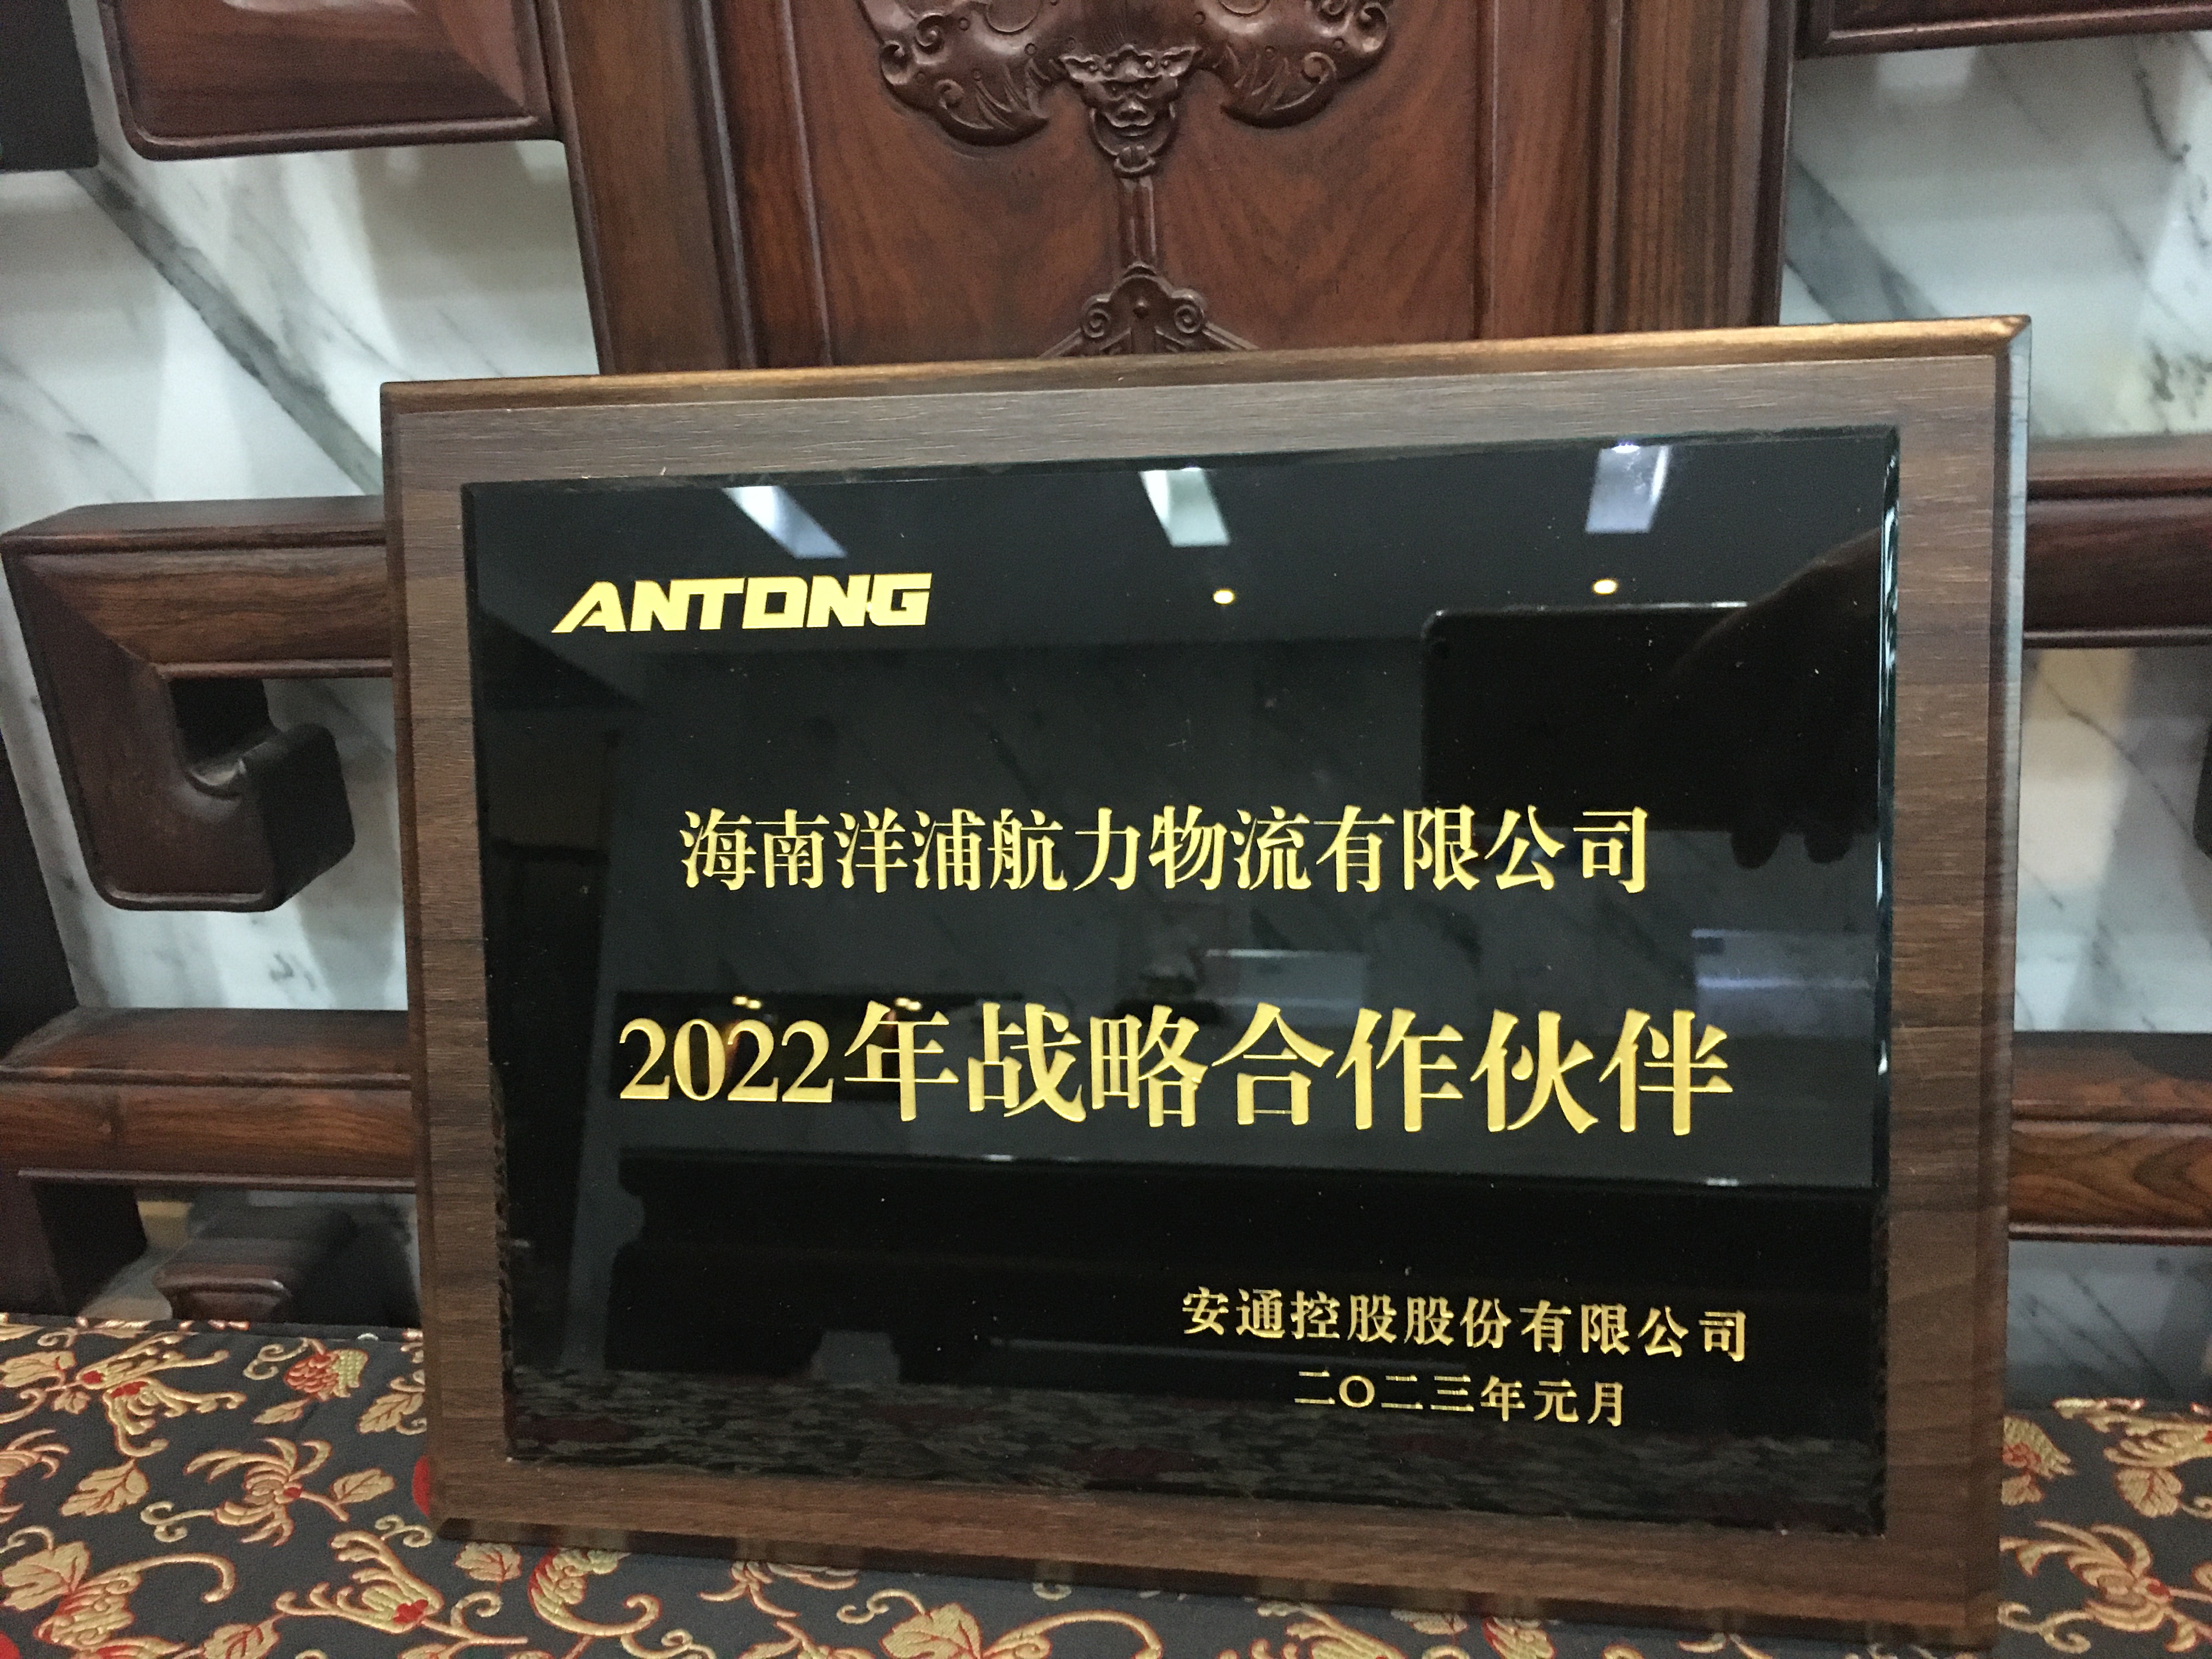 ANTONG
海南洋浦航力物流有限公司
2022年战略合作伙伴
安通控股股份有限公司
二〇二三年元月